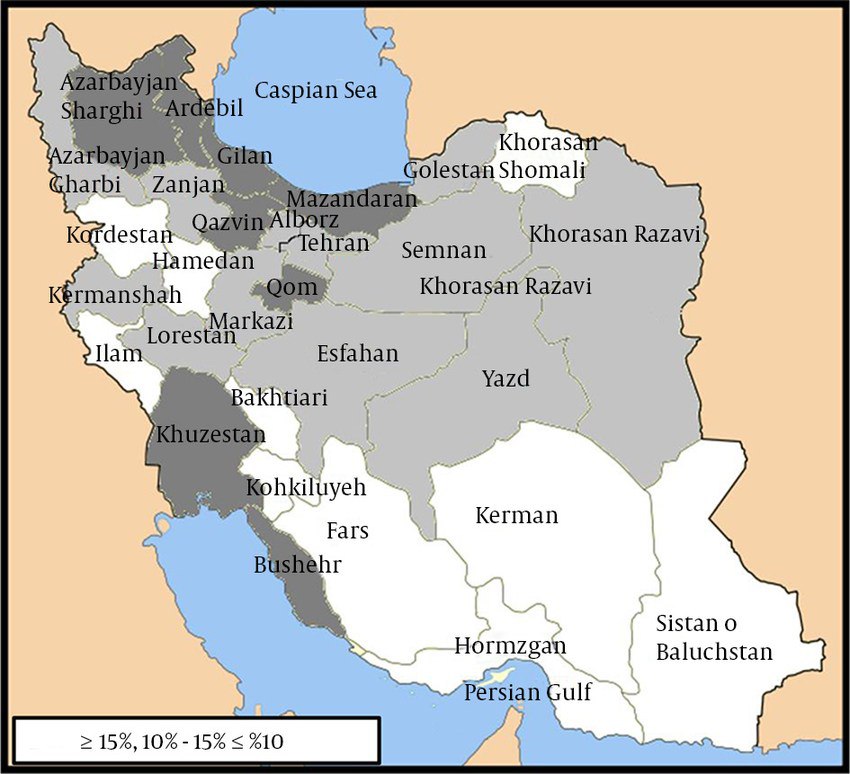 Caspian Sea
Azarbayjan
Sharghi
Ardebil
Azarbayjan
Gharbi
Gilan
Zanjan
Golestan
Khorasan
Shomali
Mazandaran
Qazvin
Alborz
Tehran
Kordestan
Hamedan
Semnan
Khorasan Razavi
Khorasan Razavi
Kermanshah
Qom
Markazi
Lorestan
Ilam
Esfahan
Yazd
Bakhtiari
Khuzestan
Kohkiluyeh
Fars
Kerman
Bushehr
Sistan o
Baluchstan
Hormzgan
Persian Gulf
≥ 15%, 10% - 15% ≤ %10